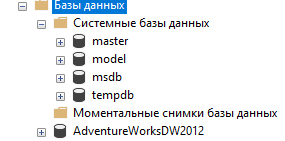 Базы данных
Системные базы данных
master
model
msdb
tempdb
Моментальные снимки базы данных
AdventureWorksDW2012